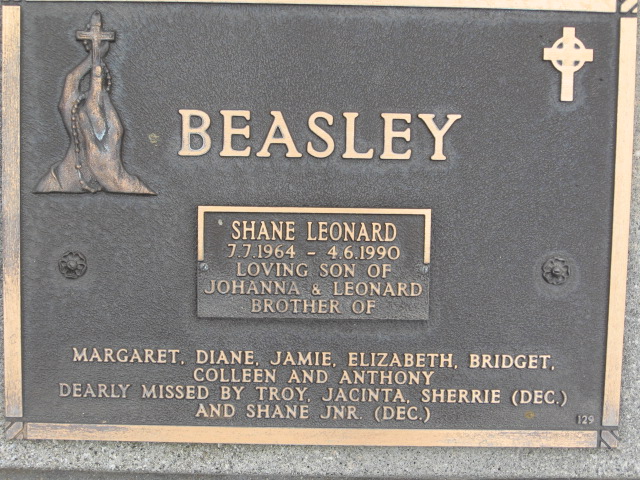 BEASLEY
SHANE LEONARD
7.7.1964 - 4.6.1990
LOVING SON OF
JOHANNA & LEONARD
BROTHER OF
MARGARET, DIANE, JAMIE, ELIZABETH, BRIDGET,
COLLEEN AND ANTHONY
DEARLY MISSED BY TROY, JACINTA, SHERRIE (DEC.)
AND SHANE JNR. (DEC.)
129